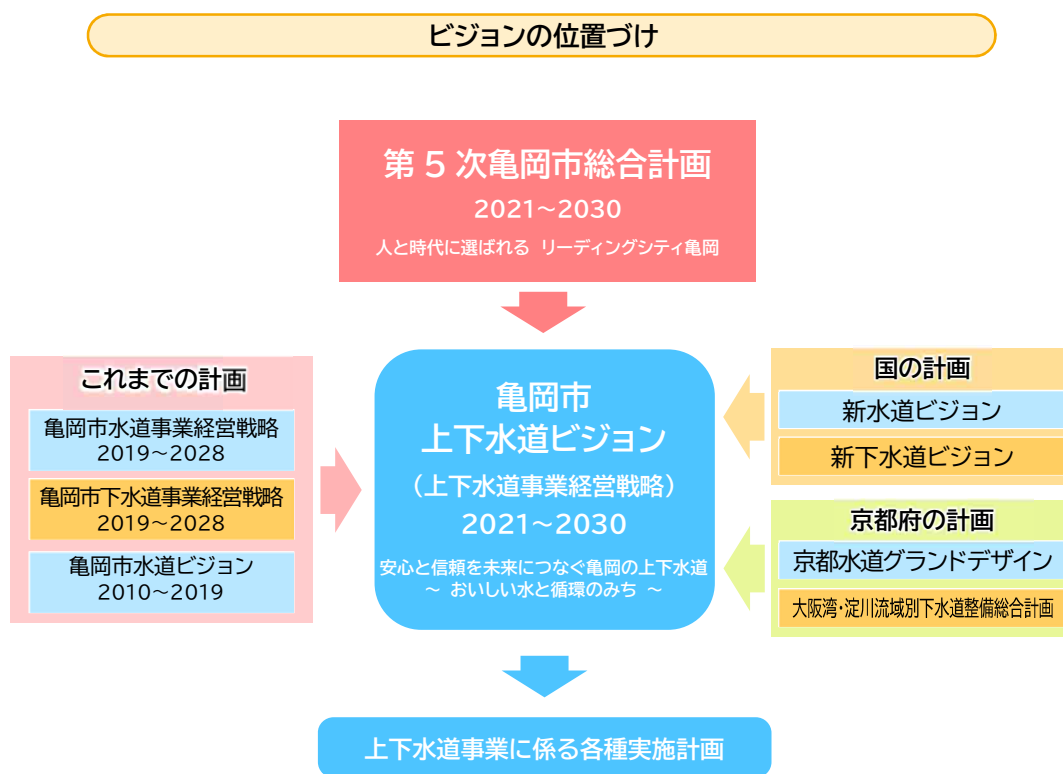 ビジョンの位置づけ
第5次亀岡市総合計画
2021～2030
人と時代に選ばれる リーディングシティ亀岡
これまでの計画
亀岡市水道事業経営戦略
2019～2028
亀岡市下水道事業経営戦略
2019～2028
亀岡市水道ビジョン
2010～2019
亀岡市
上下水道ビジョン
（上下水道事業経営戦略）
2021～2030
安心と信頼を未来につなぐ亀岡の上下水道
～ おいしい水と循環のみち ～
国の計画
新水道ビジョン
新下水道ビジョン
京都府の計画
京都水道グランドデザイン
大阪湾・淀川流域別下水道整備総合計画
上下水道事業に係る各種実施計画